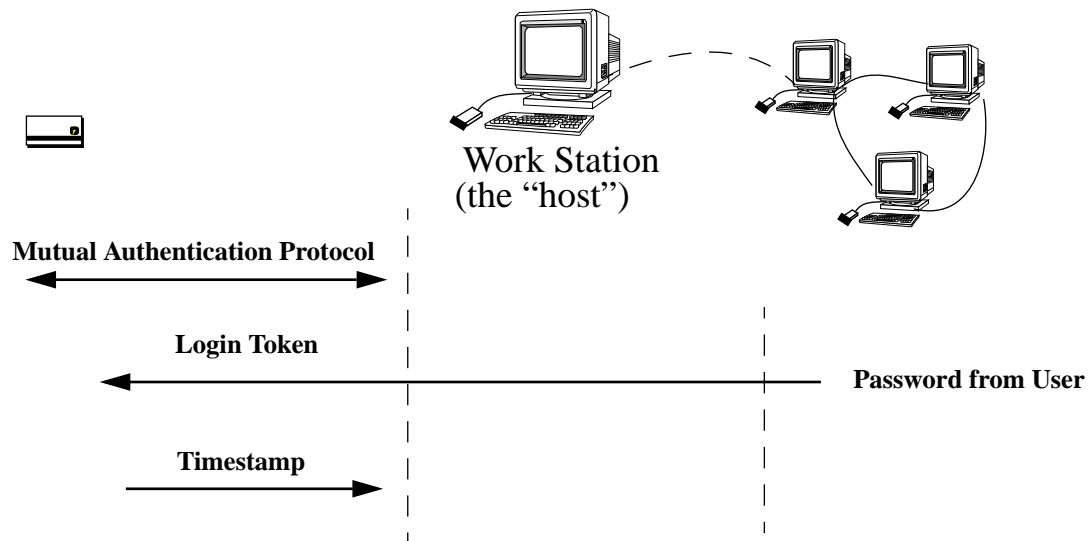 Work Station
(the “host”)
Mutual Authentication Protocol
Login Token
Password from User
Timestamp